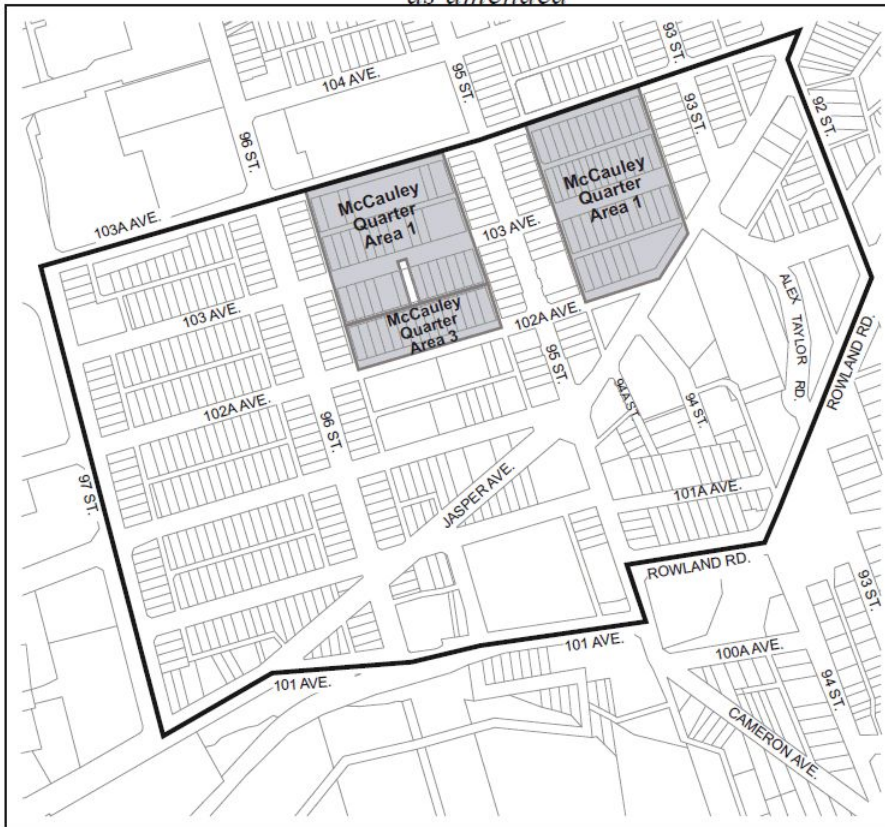 as amended
93 ST.
104 AVE.
95 ST.
96 ST.
93 ST.
92 ST.
McCauley
Quarter
Area 1
McCauley
Quarter
Area 1
103A AVE.
103 AVE.
103 AVE.
McCauley
Quarter
Area 3
102A AVE.
ALEX TAYLOR RD.
ROWLAND RD.
95 ST.
94A ST.
94 ST.
102A AVE.
96 ST.
97 ST.
JASPER AVE.
101A AVE.
ROWLAND RD.
93 ST.
101 AVE.
100A AVE.
101 AVE.
94 ST.
CAMERON AVE.